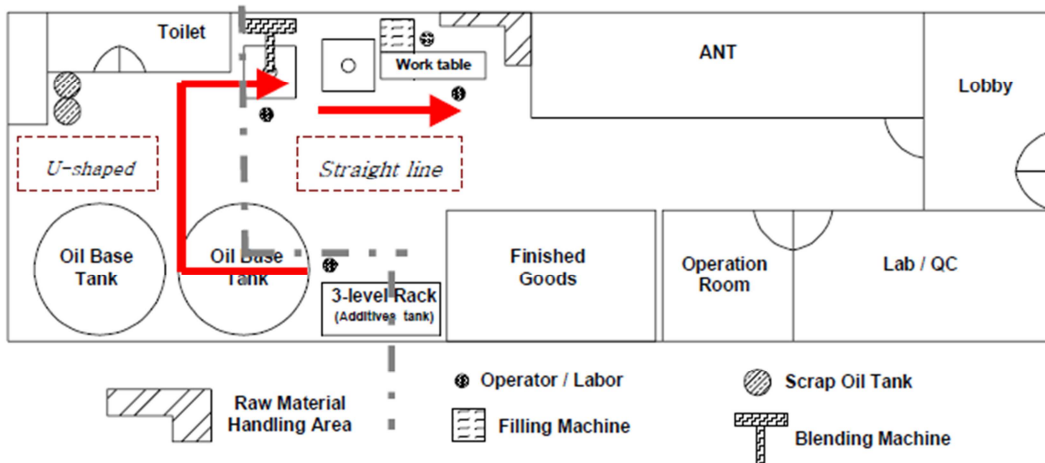 Toilet
Work table
ANT
Lobby
U-shaped
Straight line
Oil Base
Tank
Oil Base
Tank
3-level Rack
(Additives tank)
Finished
Goods
Operation
Room
Lab / QC
Raw Material
Handling Area
Operator / Labor
Filling Machine
Scrap Oil Tank
Blending Machine